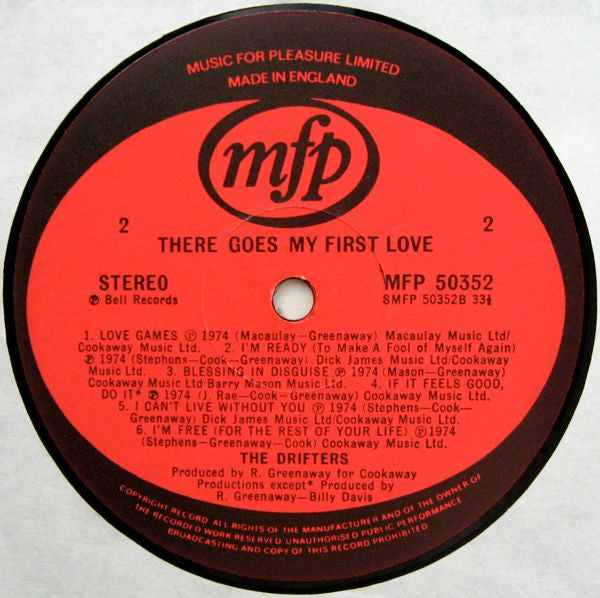 MUSIC FOR PLEASURE LIMITED
MADE IN ENGLAND
mfp
2 2
THERE GOES MY FIRST LOVE
STEREO MFP 50352
Ⓟ Bell Records SMFP 50352B 33⅓
1. LOVE GAMES Ⓟ 1974 (Macaulay—Greenaway) Macaulay Music Ltd/
Cookaway Music Ltd. 2. I'M READY (To Make A Fool of Myself Again)
Ⓟ 1974 (Stephens—Cook—Greenaway) Dick James Music Ltd/Cookaway
Music Ltd. 3. BLESSING IN DISGUISE Ⓟ 1974 (Mason—Greenaway)
Cookaway Music Ltd/Barry Mason Music Ltd. 4. IF IT FEELS GOOD,
DO IT* Ⓟ 1974 (J. Rae—Cook—Greenaway) Cookaway Music Ltd.
5. I CAN'T LIVE WITHOUT YOU Ⓟ 1974 (Stephens—Cook—
Greenaway) Dick James Music Ltd/Cookaway Music Ltd.
6. I'M FREE (FOR THE REST OF YOUR LIFE) Ⓟ 1974
(Stephens—Greenaway—Cook) Cookaway Music Ltd.
THE DRIFTERS
Produced by R. Greenaway for Cookaway
Productions except* Produced by
R. Greenaway—Billy Davis
COPYRIGHT RECORD. ALL RIGHTS OF THE MANUFACTURER AND OF THE OWNER OF
THE RECORDED WORK RESERVED UNAUTHORISED PUBLIC PERFORMANCE
BROADCASTING AND COPY OF THIS RECORD PROHIBITED